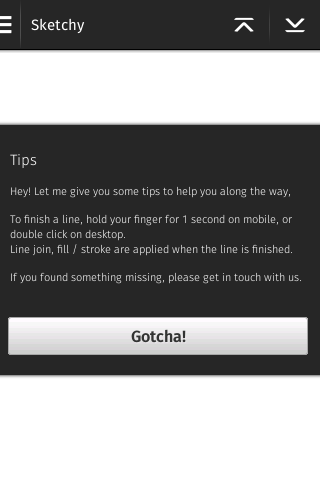 Sketchy
Tips
Hey! Let me give you some tips to help you along the way,
To finish a line, hold your finger for 1 second on mobile, or
double click on desktop.
Line join, fill / stroke are applied when the line is finished.
If you found something missing, please get in touch with us.
Gotcha!